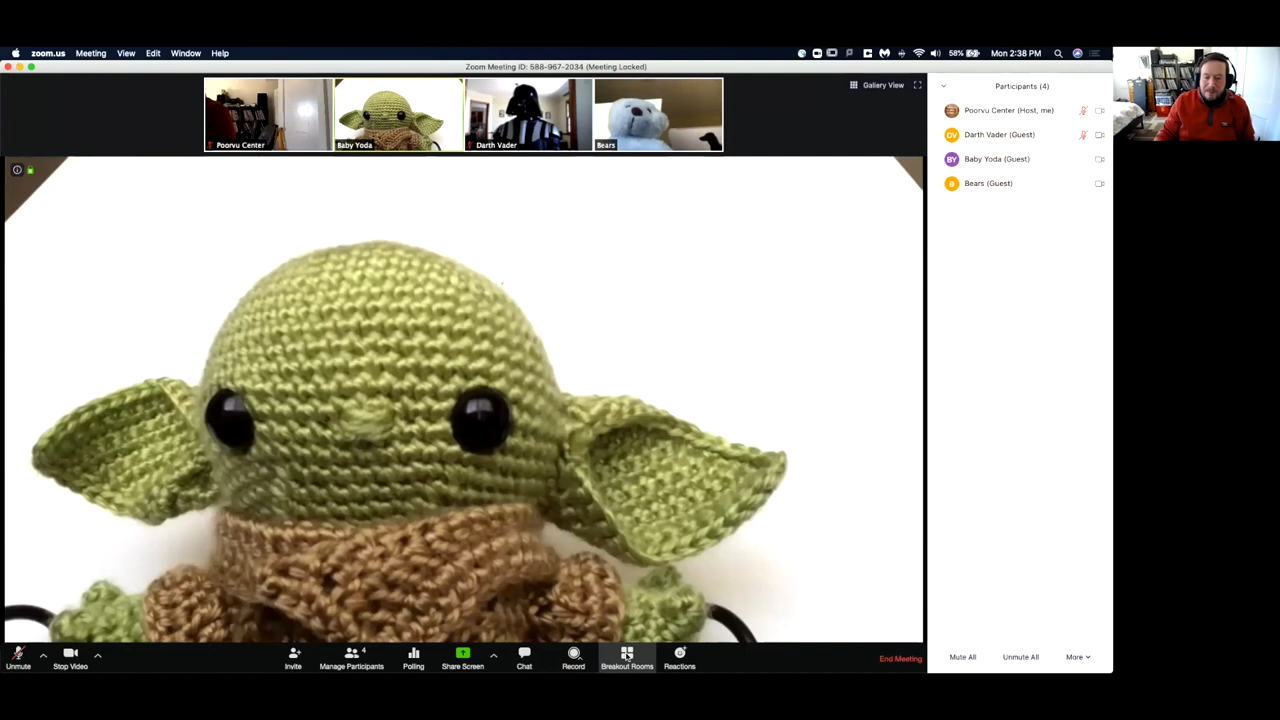 zoom.us Meeting View Edit Window Help 58% Mon 2:38 PM
Zoom Meeting ID: 588-967-2034 (Meeting Locked)
Gallery View
Poorvu Center
Baby Yoda
Darth Vader
Bears
Participants (4)
Poorvu Center (Host, me)
DV Darth Vader (Guest)
BY Baby Yoda (Guest)
B Bears (Guest)
Unmute
Stop Video
Invite
4
Manage Participants
Polling
Share Screen
Chat
Record
Breakout Rooms
Reactions
End Meeting
Mute All Unmute All More